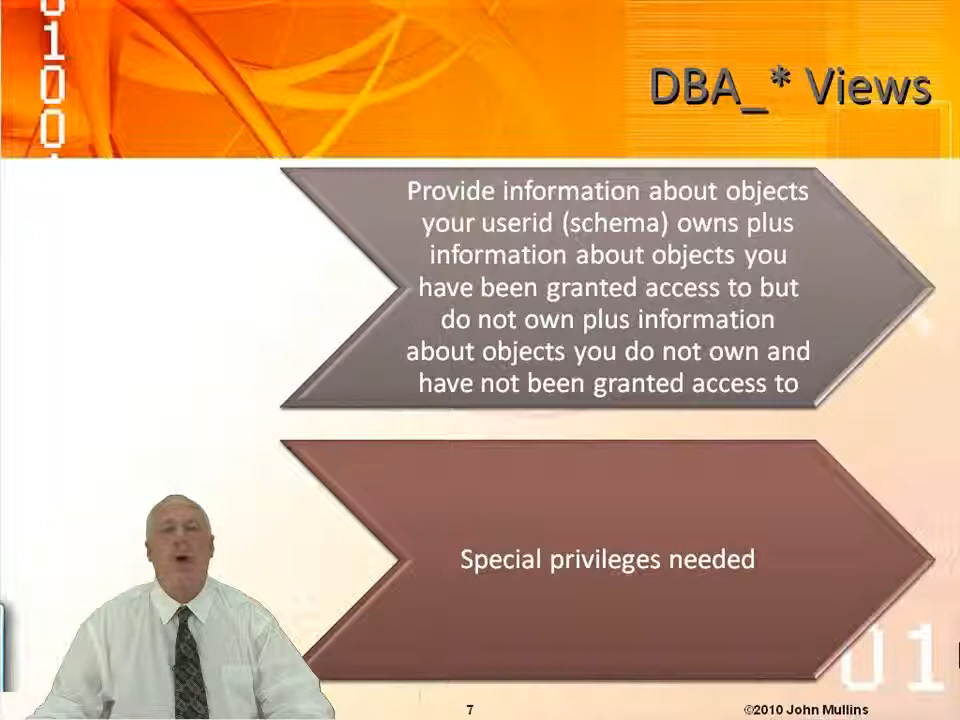 DBA_* Views
Provide information about objects
your userid (schema) owns plus
information about objects you
have been granted access to but
do not own plus information
about objects you do not own and
have not been granted access to
Special privileges needed
01
7
©2010 John Mullins